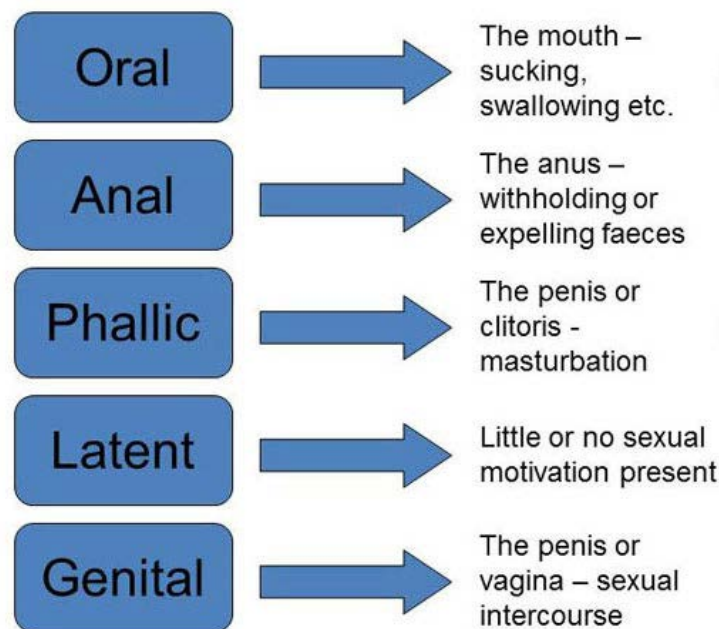 Oral
The mouth –
sucking,
swallowing etc.
Anal
The anus –
withholding or
expelling faeces
Phallic
The penis or
clitoris -
masturbation
Latent
Little or no sexual
motivation present
Genital
The penis or
vagina – sexual
intercourse